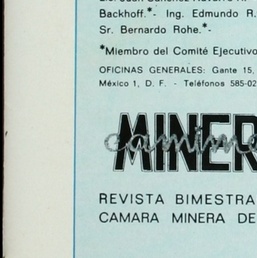 Backhoff.*- Ing. Edmundo R.
Sr. Bernardo Rohe.*-
*Miembro del Comité Ejecutivo
OFICINAS GENERALES: Gante 15,
México 1, D. F. - Teléfonos 585-02
MINER
camime
REVISTA BIMESTRA
CAMARA MINERA DE